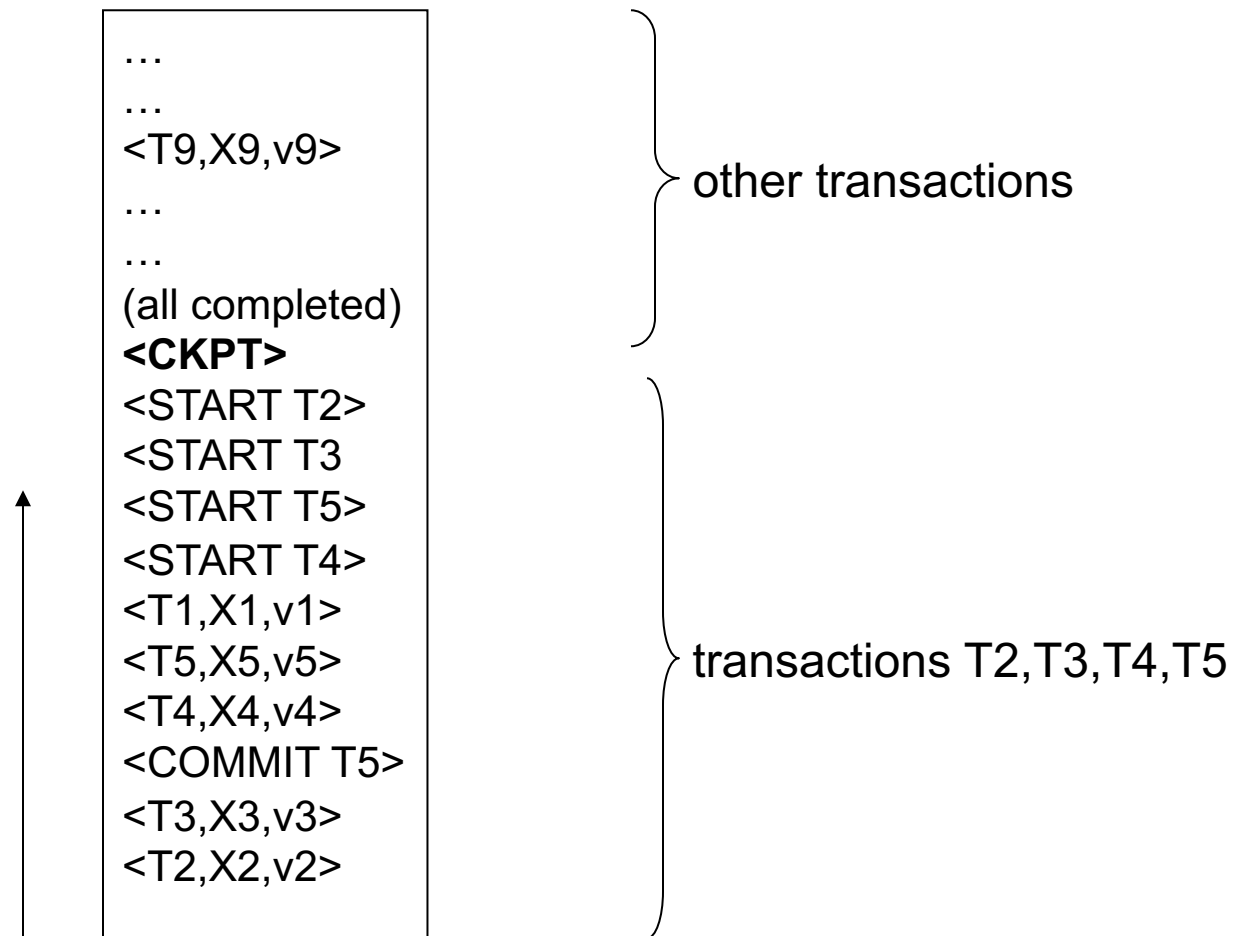 …
…
<T9,X9,v9>
…
…
(all completed)
<CKPT>
<START T2>
<START T3
<START T5>
<START T4>
<T1,X1,v1>
<T5,X5,v5>
<T4,X4,v4>
<COMMIT T5>
<T3,X3,v3>
<T2,X2,v2>
other transactions
transactions T2,T3,T4,T5